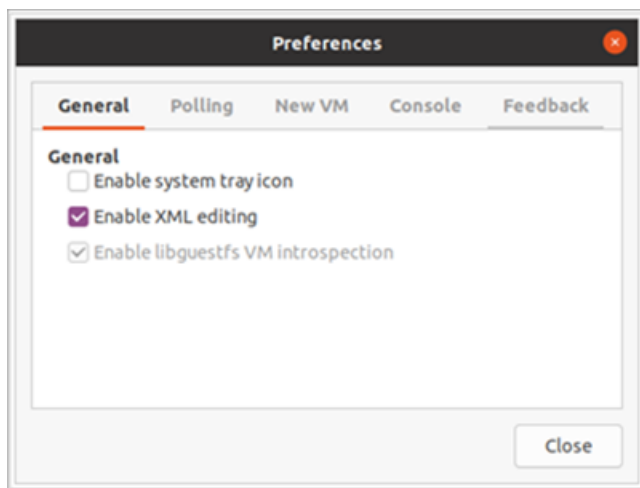 Preferences
General Polling New VM Console Feedback
General
Enable system tray icon
Enable XML editing
Enable libguestfs VM introspection
Close